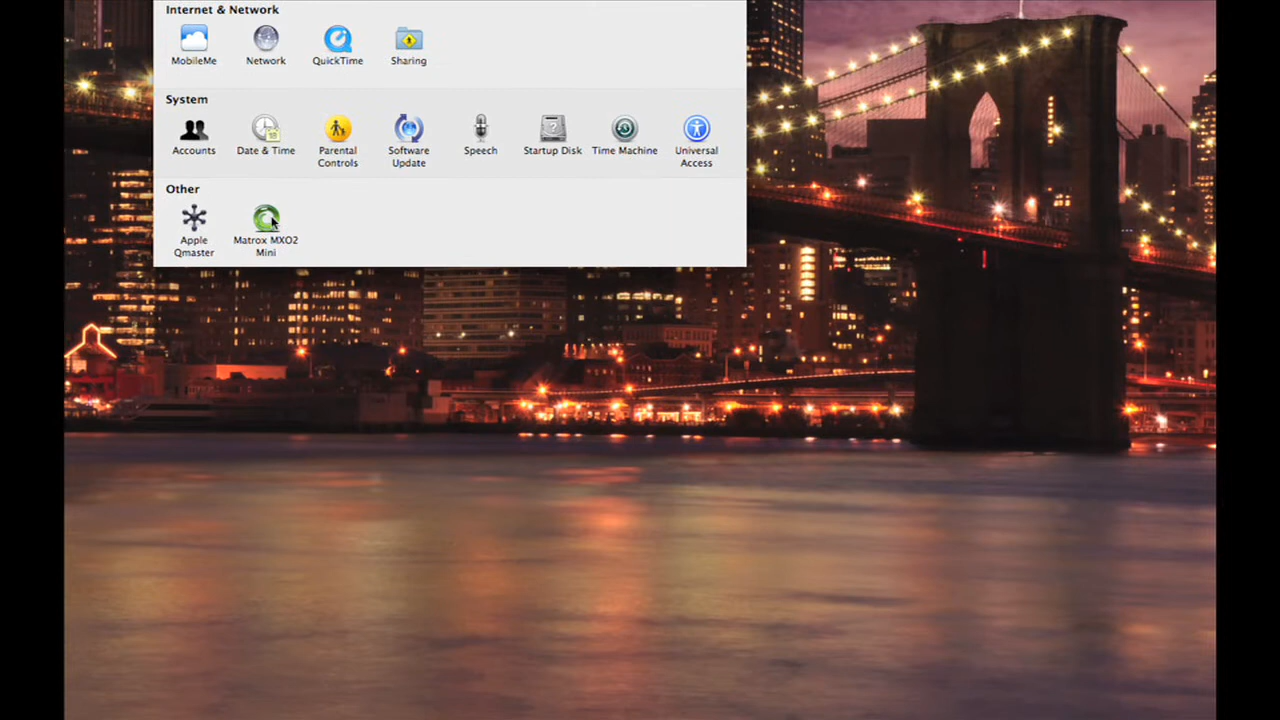 Internet & Network
MobileMe
Network
QuickTime
Sharing
System
Accounts
Date & Time
Parental
Controls
Software
Update
Speech
Startup Disk
Time Machine
Universal
Access
Other
Apple
Qmaster
Matrox MXO2
Mini